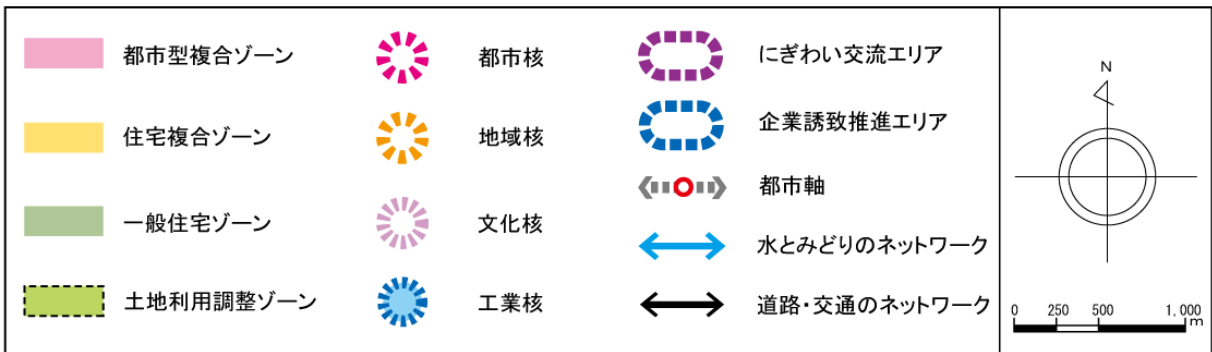 都市型複合ゾーン
住宅複合ゾーン
一般住宅ゾーン
土地利用調整ゾーン
都市核
地域核
文化核
工業核
にぎわい交流エリア
企業誘致推進エリア
都市軸
水とみどりのネットワーク
道路・交通のネットワーク
N
0 250 500 1,000
m